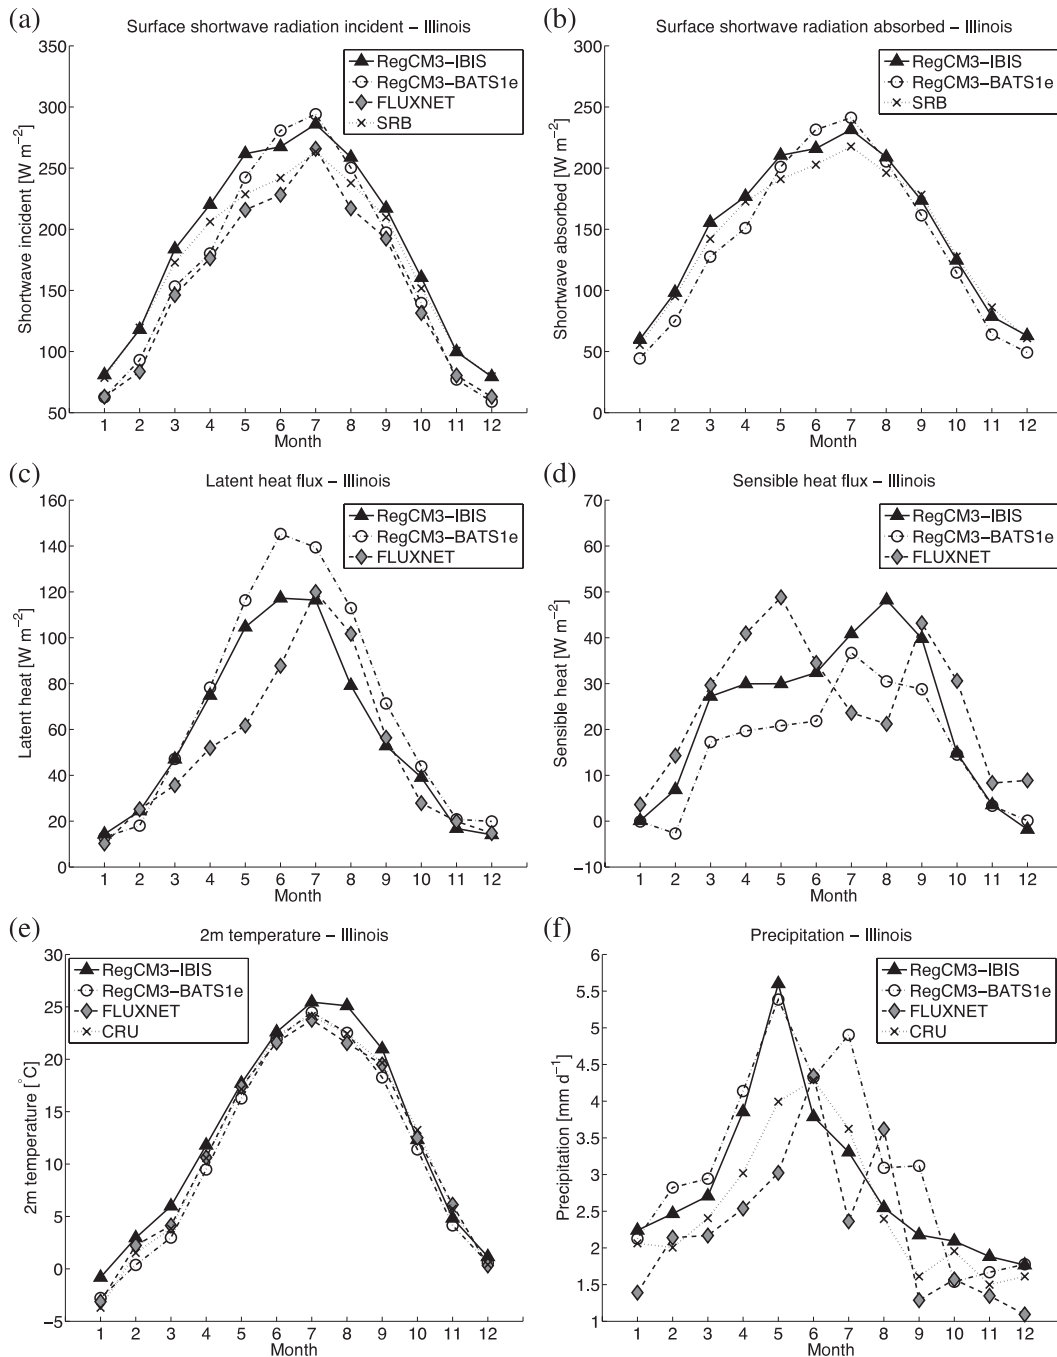 (a)
Surface shortwave radiation incident – Illinois
350
300
250
200
150
100
50
Shortwave incident [W m⁻²]
RegCM3–IBIS
RegCM3–BATS1e
FLUXNET
SRB
1 2 3 4 5 6 7 8 9 10 11 12
Month
(b)
Surface shortwave radiation absorbed – Illinois
300
250
200
150
100
50
0
Shortwave absorbed [W m⁻²]
RegCM3–IBIS
RegCM3–BATS1e
SRB
1 2 3 4 5 6 7 8 9 10 11 12
Month
(c)
Latent heat flux – Illinois
160
140
120
100
80
60
40
20
0
Latent heat [W m⁻²]
RegCM3–IBIS
RegCM3–BATS1e
FLUXNET
1 2 3 4 5 6 7 8 9 10 11 12
Month
(d)
Sensible heat flux – Illinois
70
60
50
40
30
20
10
0
–10
Sensible heat [W m⁻²]
RegCM3–IBIS
RegCM3–BATS1e
FLUXNET
1 2 3 4 5 6 7 8 9 10 11 12
Month
(e)
2m temperature – Illinois
30
25
20
15
10
5
0
–5
2m temperature [°C]
RegCM3–IBIS
RegCM3–BATS1e
FLUXNET
CRU
1 2 3 4 5 6 7 8 9 10 11 12
Month
(f)
Precipitation – Illinois
6
5.5
5
4.5
4
3.5
3
2.5
2
1.5
1
Precipitation [mm d⁻¹]
RegCM3–IBIS
RegCM3–BATS1e
FLUXNET
CRU
1 2 3 4 5 6 7 8 9 10 11 12
Month